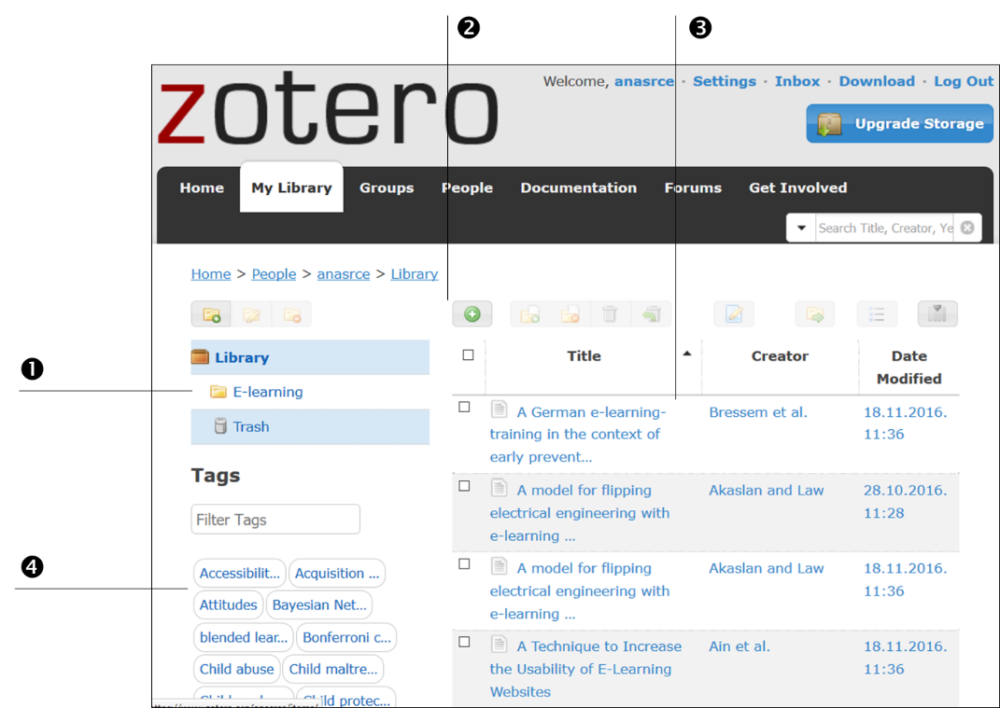 ❷ ❸
zotero
Welcome, anasrce · Settings · Inbox · Download · Log Out
Upgrade Storage
Home My Library Groups People Documentation Forums Get Involved
Search Title, Creator, Ye
Home > People > anasrce > Library
Library
Title Creator Date
Modified
❶
E-learning
Trash
Tags
Filter Tags
❹
Accessibilit... Acquisition ...
Attitudes Bayesian Net...
blended lear... Bonferroni c...
Child abuse Child maltre...
Child protec...
A German e-learning- Bressem et al. 18.11.2016.
training in the context of 11:36
early prevent...
A model for flipping Akaslan and Law 28.10.2016.
electrical engineering with 11:28
e-learning ...
A model for flipping Akaslan and Law 18.11.2016.
electrical engineering with 11:36
e-learning ...
A Technique to Increase Ain et al. 18.11.2016.
the Usability of E-Learning 11:36
Websites